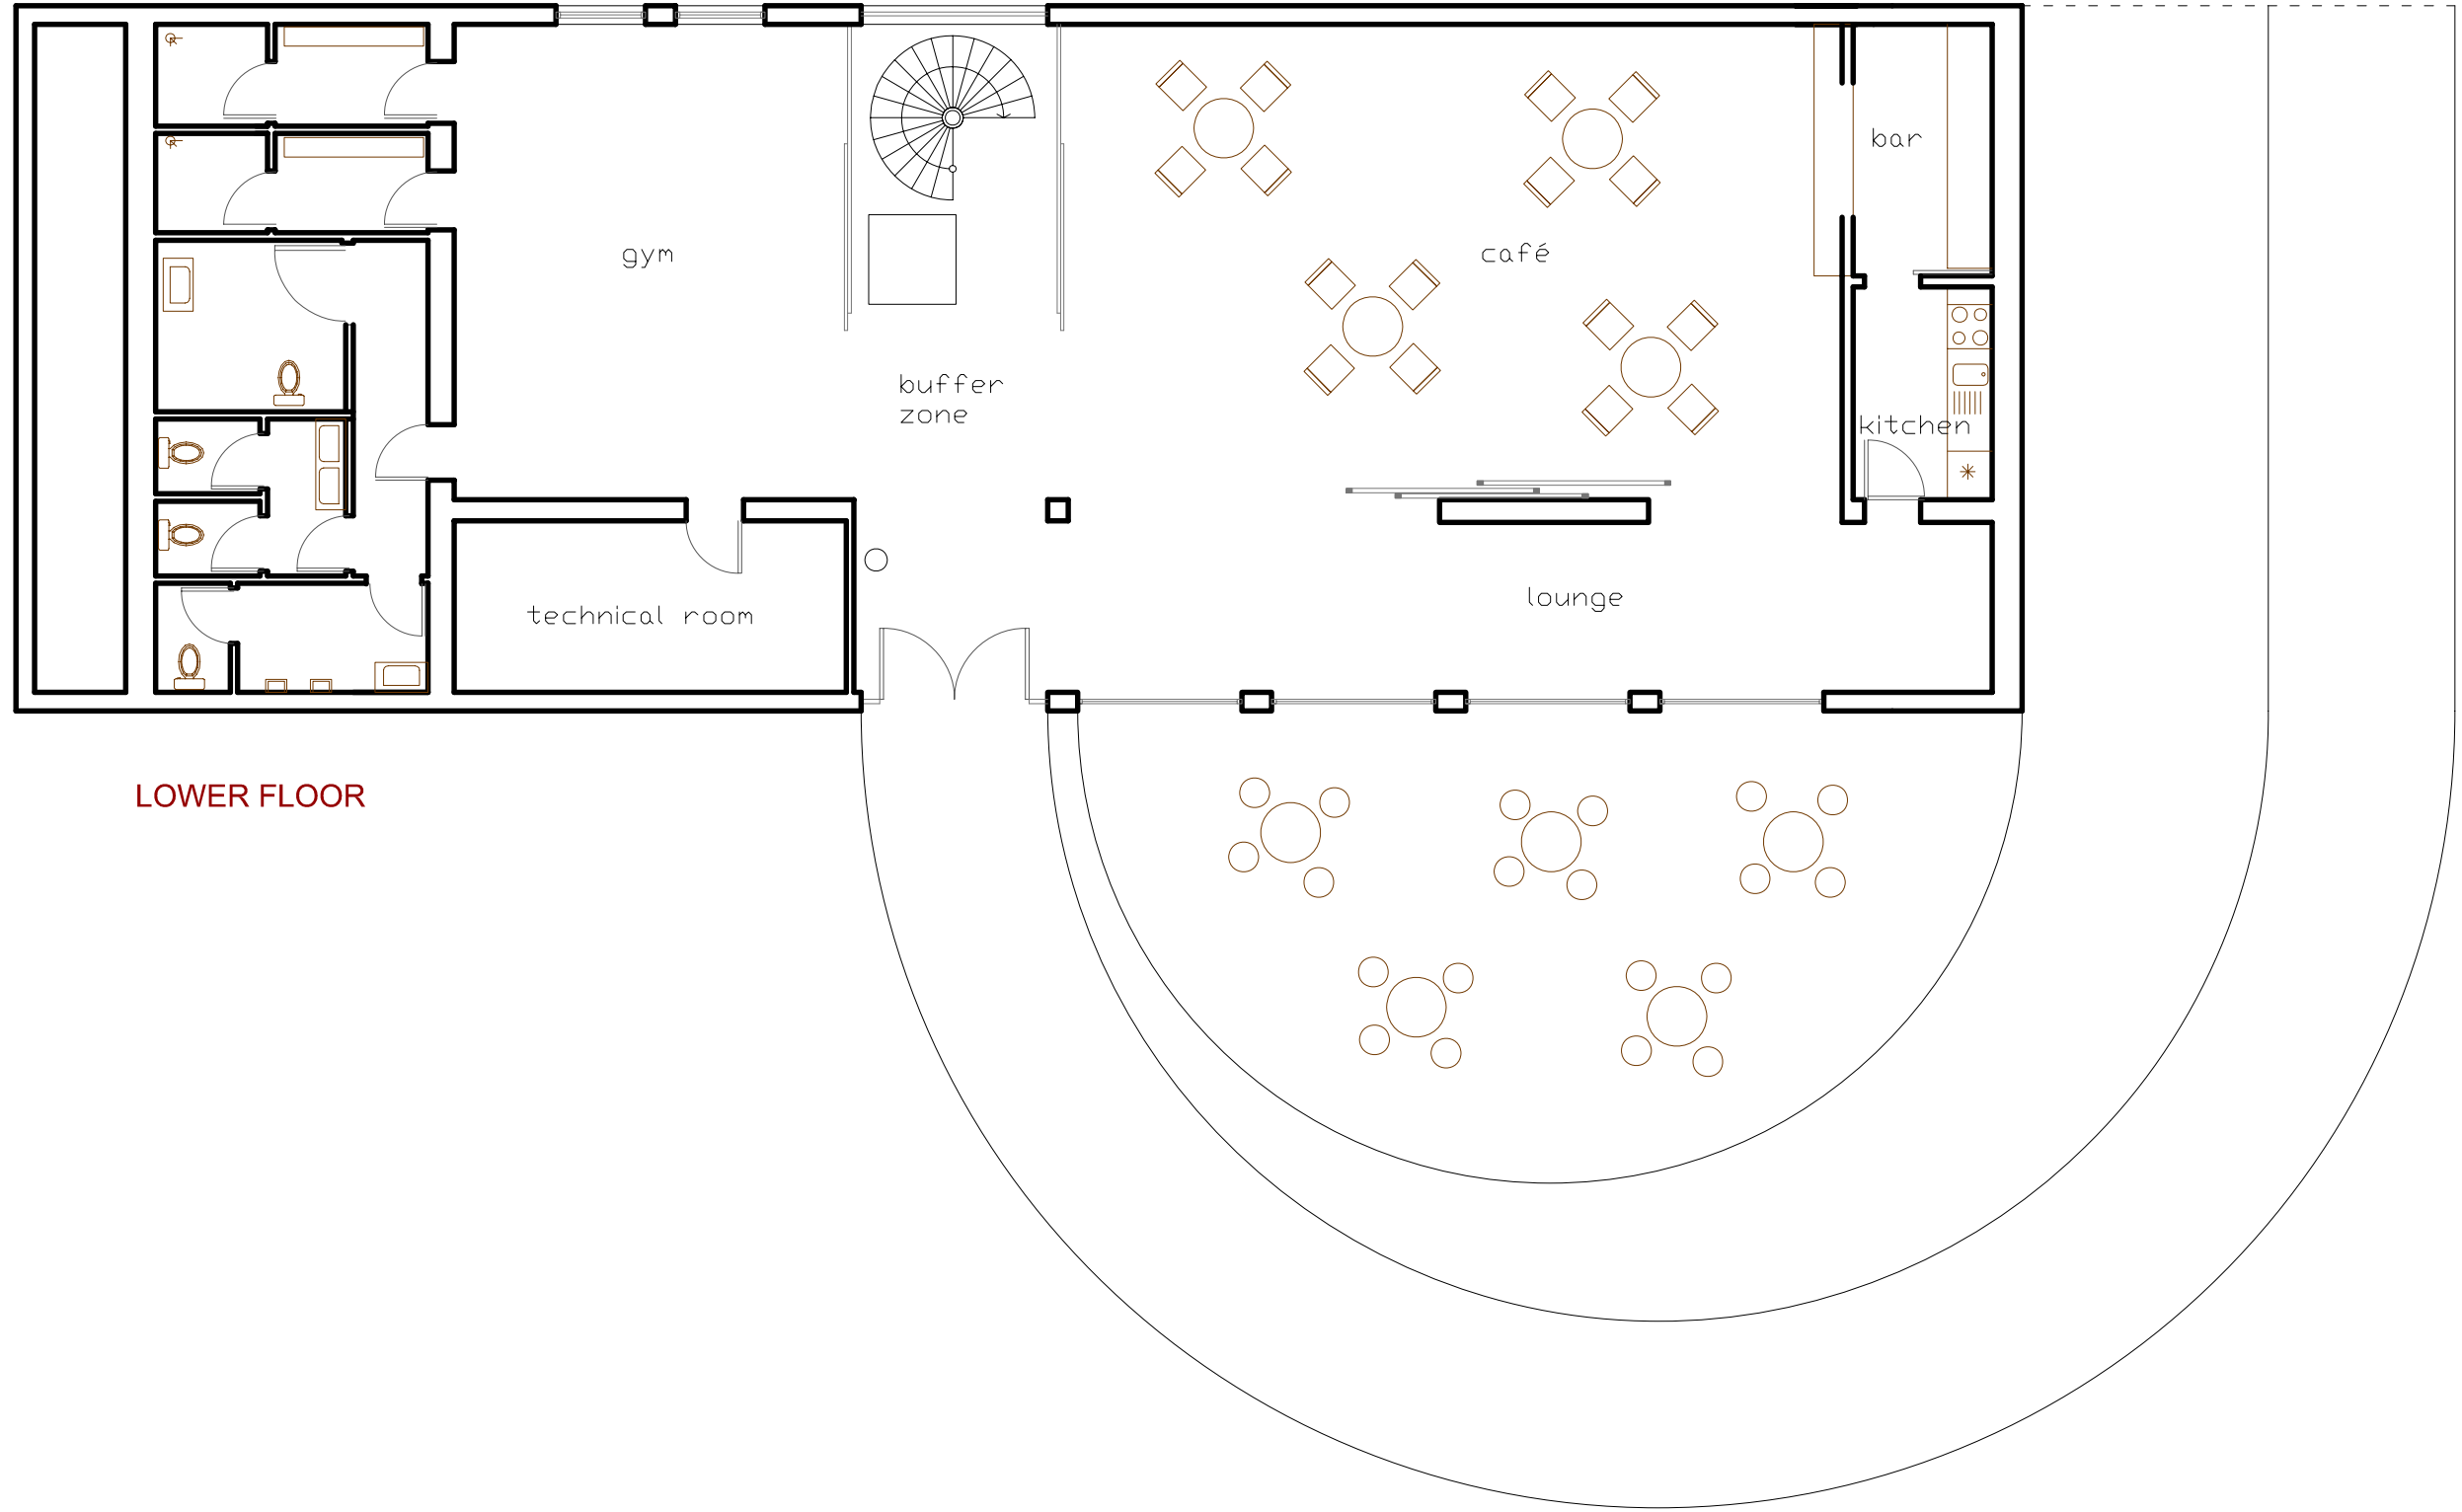 bar
gym
café
buffer
zone
kitchen
lounge
technical room
LOWER FLOOR